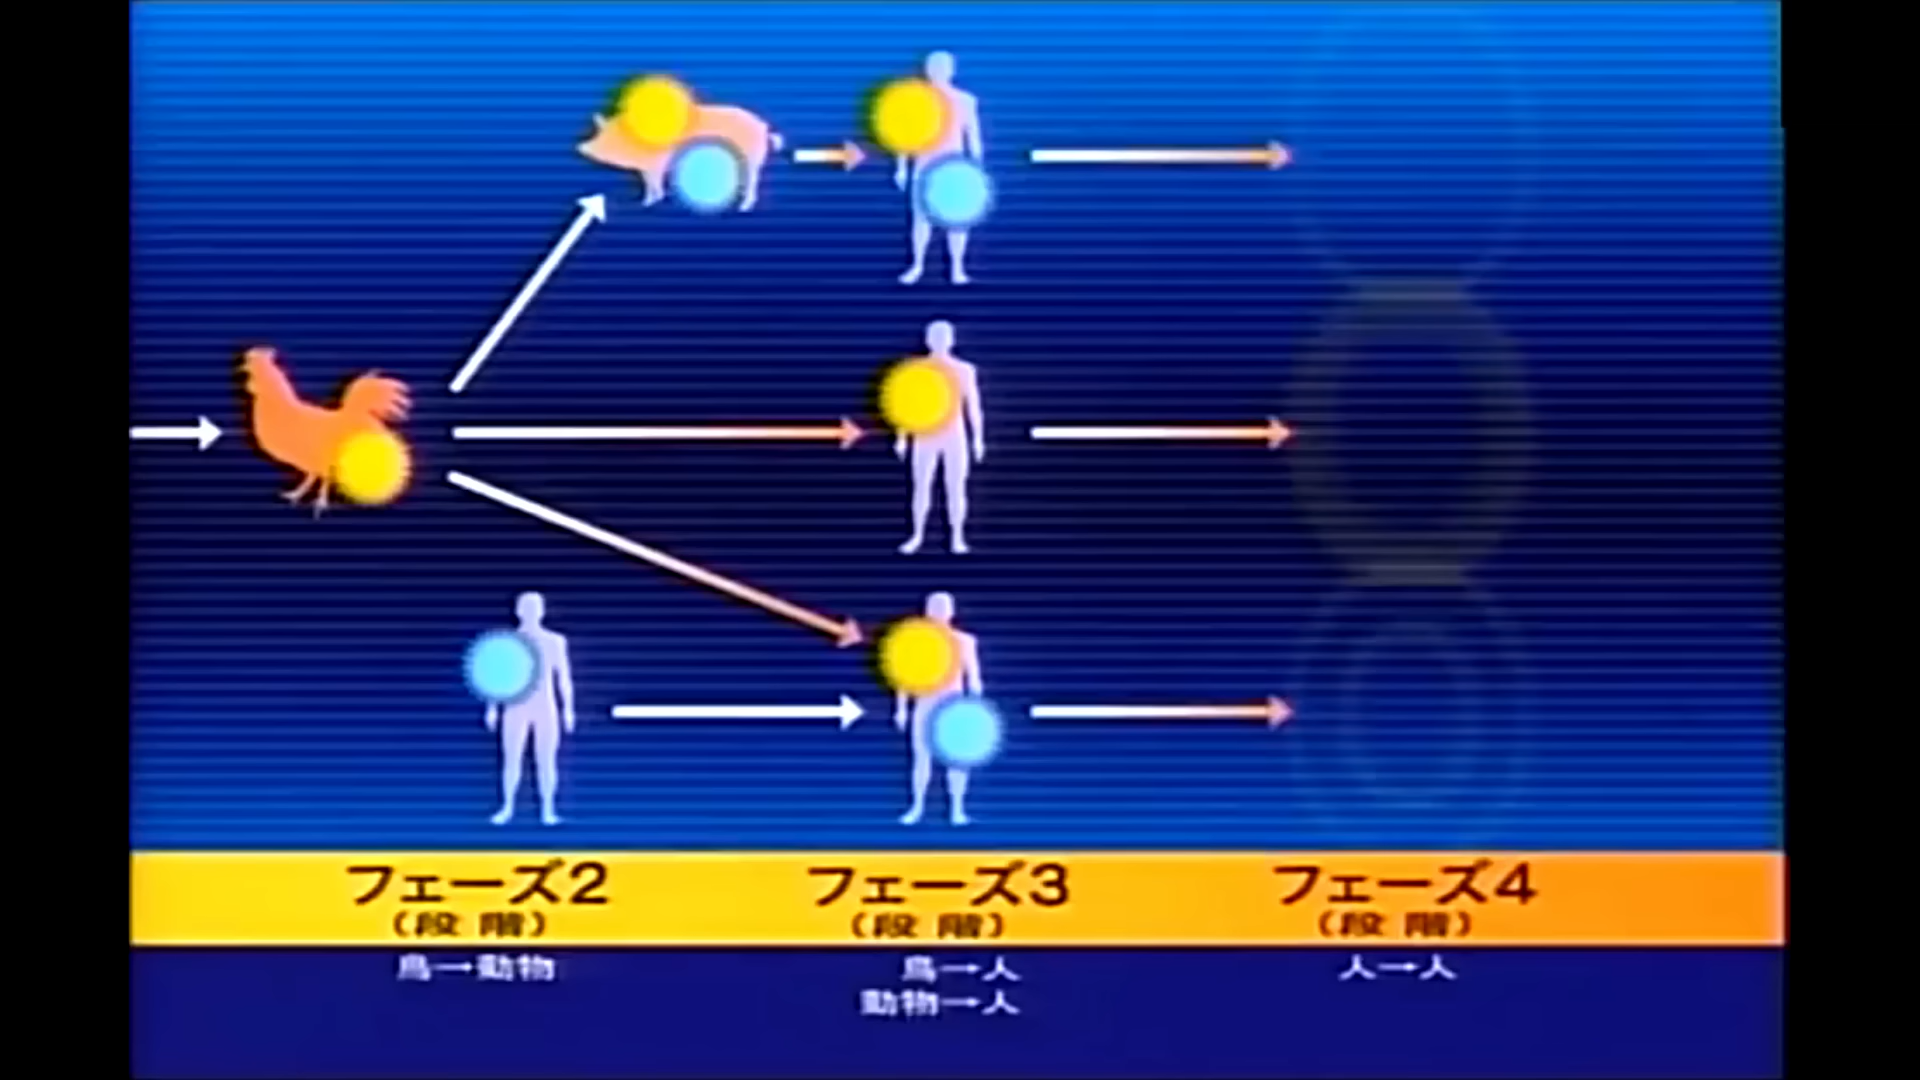 フェーズ2
(段階)
鳥→動物
フェーズ3
(段階)
鳥→人
動物→人
フェーズ4
(段階)
人→人